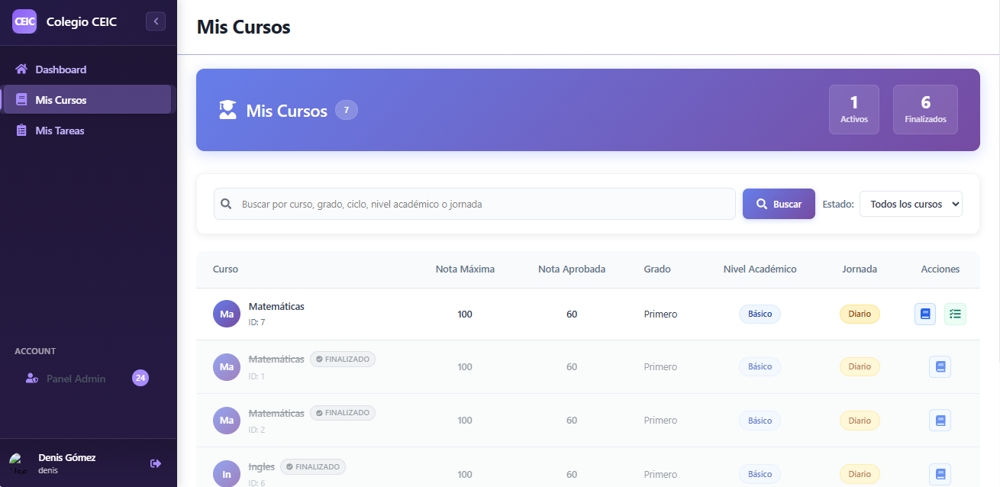 CEIC Colegio CEIC
Dashboard
Mis Cursos
Mis Tareas
ACCOUNT
Panel Admin 24
Denis Gómez
denis
Mis Cursos
Mis Cursos 7
1
Activos
6
Finalizados
Buscar por curso, grado, ciclo, nivel académico o jornada
Buscar
Estado:
Todos los cursos
Curso Nota Máxima Nota Aprobada Grado Nivel Académico Jornada Acciones
Ma Matemáticas 100 60 Primero Básico Diario
ID: 7
Ma Matemáticas FINALIZADO 100 60 Primero Básico Diario
ID: 1
Ma Matemáticas FINALIZADO 100 60 Primero Básico Diario
ID: 2
In Ingles FINALIZADO 100 60 Primero Básico Diario
ID: 6